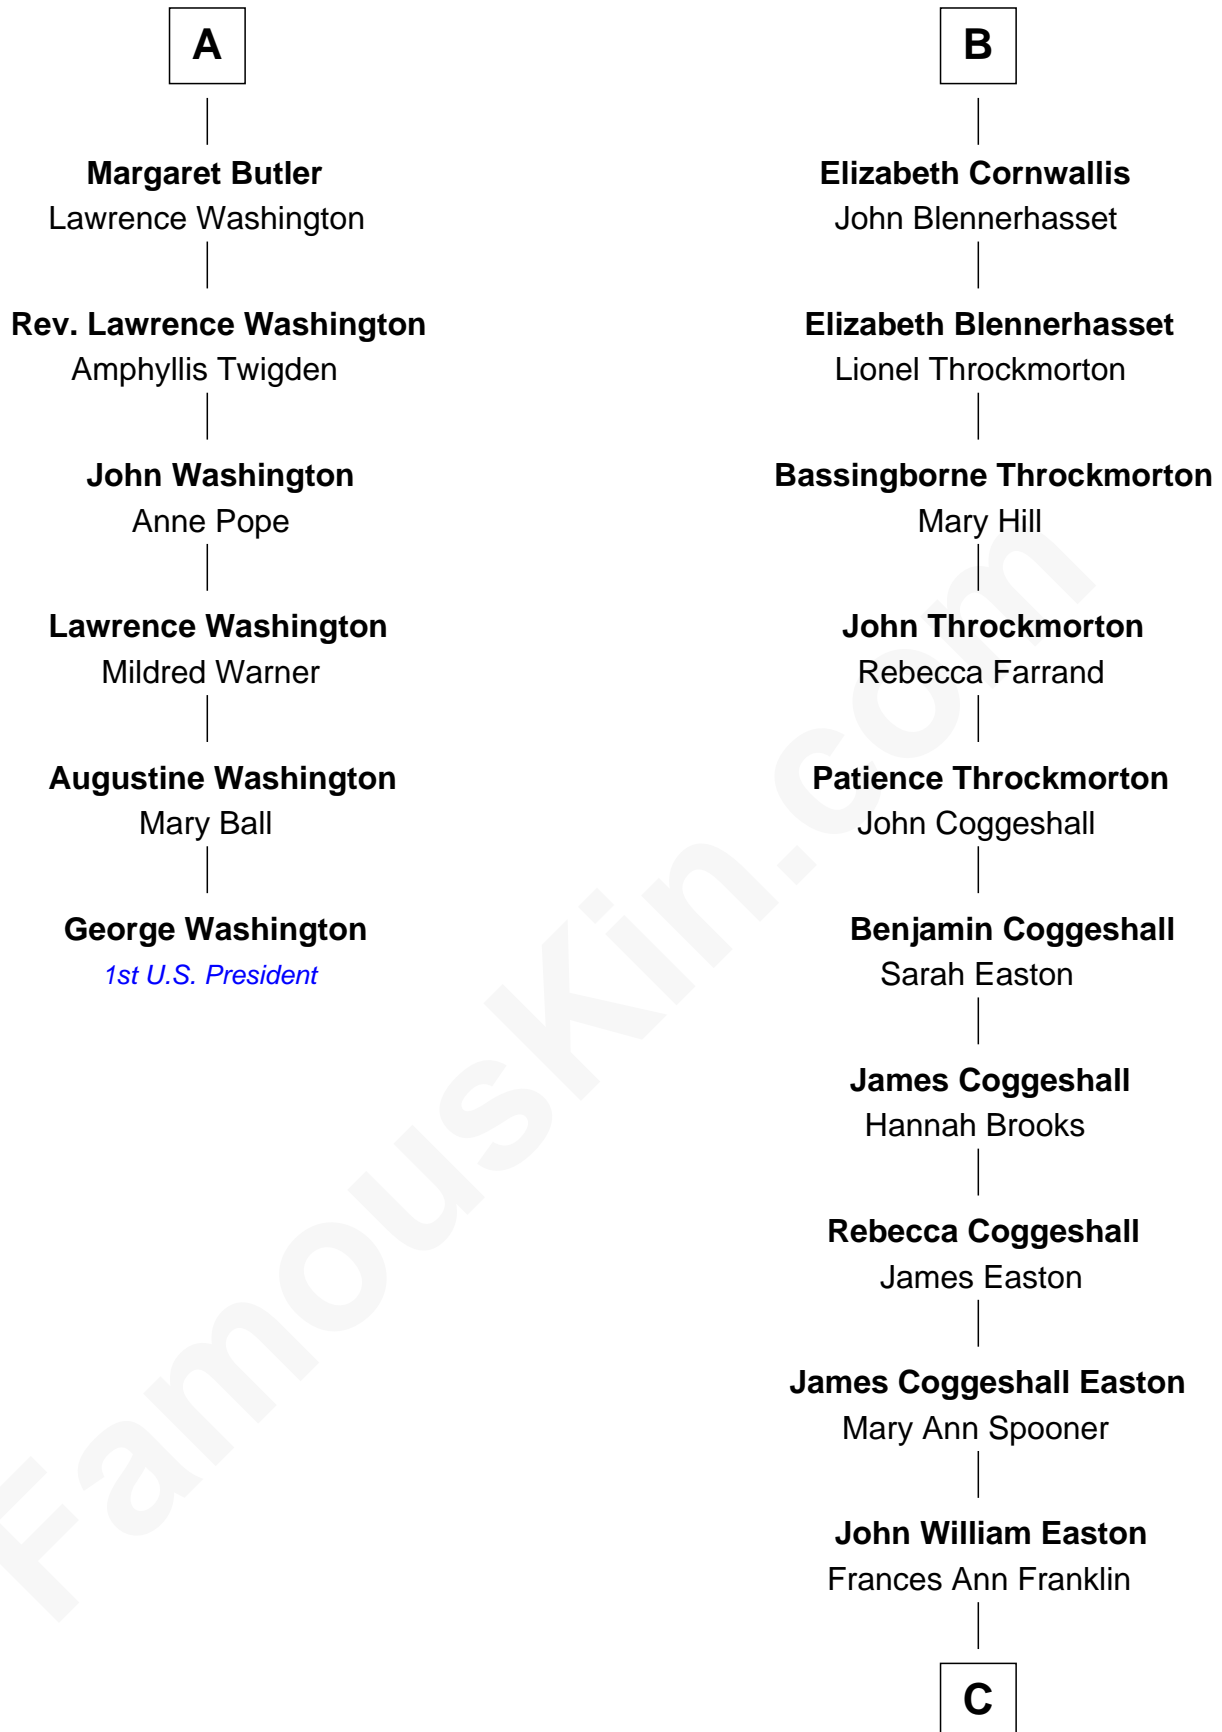 A
Margaret Butler
Lawrence Washington
Rev. Lawrence Washington
Amphyllis Twigden
John Washington
Anne Pope
Lawrence Washington
Mildred Warner
Augustine Washington
Mary Ball
George Washington
1st U.S. President
B
Elizabeth Cornwallis
John Blennerhasset
Elizabeth Blennerhasset
Lionel Throckmorton
Bassingborne Throckmorton
Mary Hill
John Throckmorton
Rebecca Farrand
Patience Throckmorton
John Coggeshall
Benjamin Coggeshall
Sarah Easton
James Coggeshall
Hannah Brooks
Rebecca Coggeshall
James Easton
James Coggeshall Easton
Mary Ann Spooner
John William Easton
Frances Ann Franklin
C
FamousKin.com